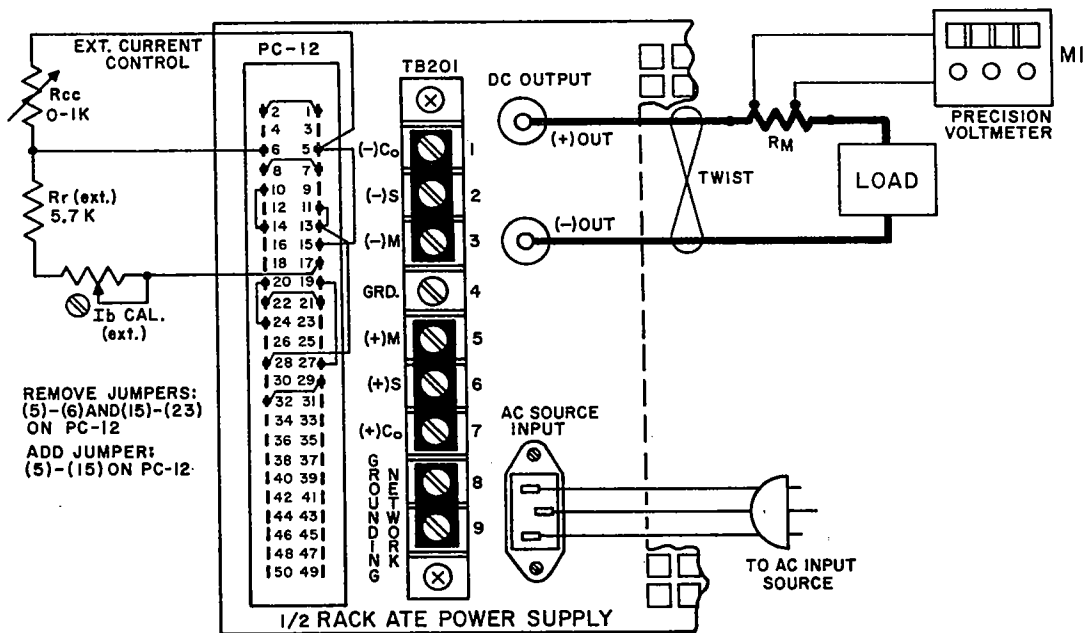 EXT. CURRENT
CONTROL
Rcc
0-1K
Rr (ext.)
5.7 K
Ib CAL.
(ext.)
REMOVE JUMPERS:
(5)-(6) AND (15)-(23)
ON PC-12
ADD JUMPER:
(5)-(15) ON PC-12
PC-12
2 1
4 3
6 5
8 7
10 9
12 11
14 13
16 15
18 17
20 19
22 21
24 23
26 25
28 27
30 29
32 31
34 33
36 35
38 37
40 39
42 41
44 43
46 45
48 47
50 49
TB201
(-)Co 1
(-)S 2
(-)M 3
GRD. 4
(+)M 5
(+)S 6
(+)Co 7
GROUNDING
NETWORK
8
9
DC OUTPUT
(+)OUT
(-)OUT
TWIST
RM
LOAD
M1
PRECISION
VOLTMETER
AC SOURCE
INPUT
TO AC INPUT
SOURCE
1/2 RACK ATE POWER SUPPLY